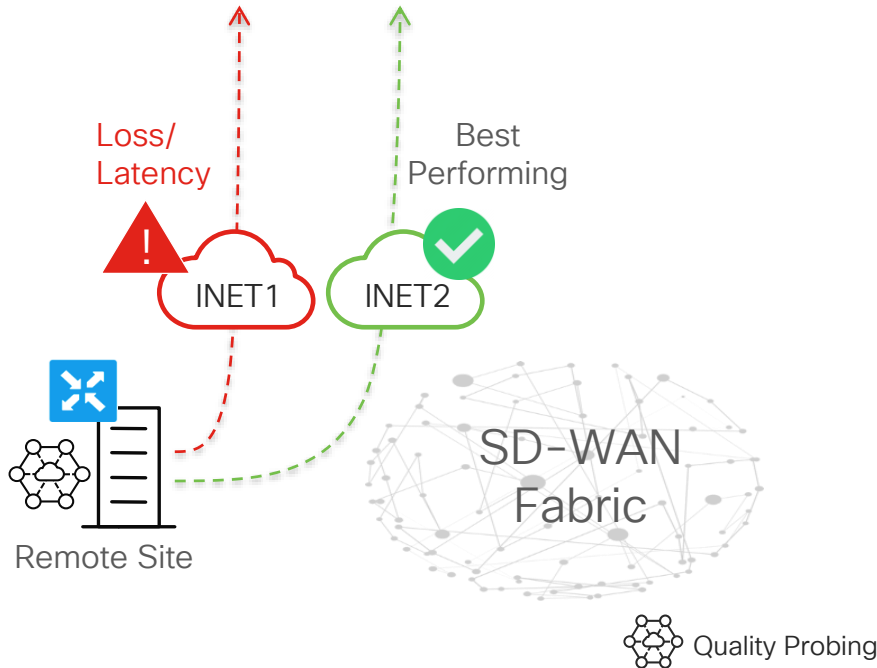 Loss/
Latency
Best
Performing
!
INET1
INET2
SD-WAN
Fabric
Remote Site
Quality Probing